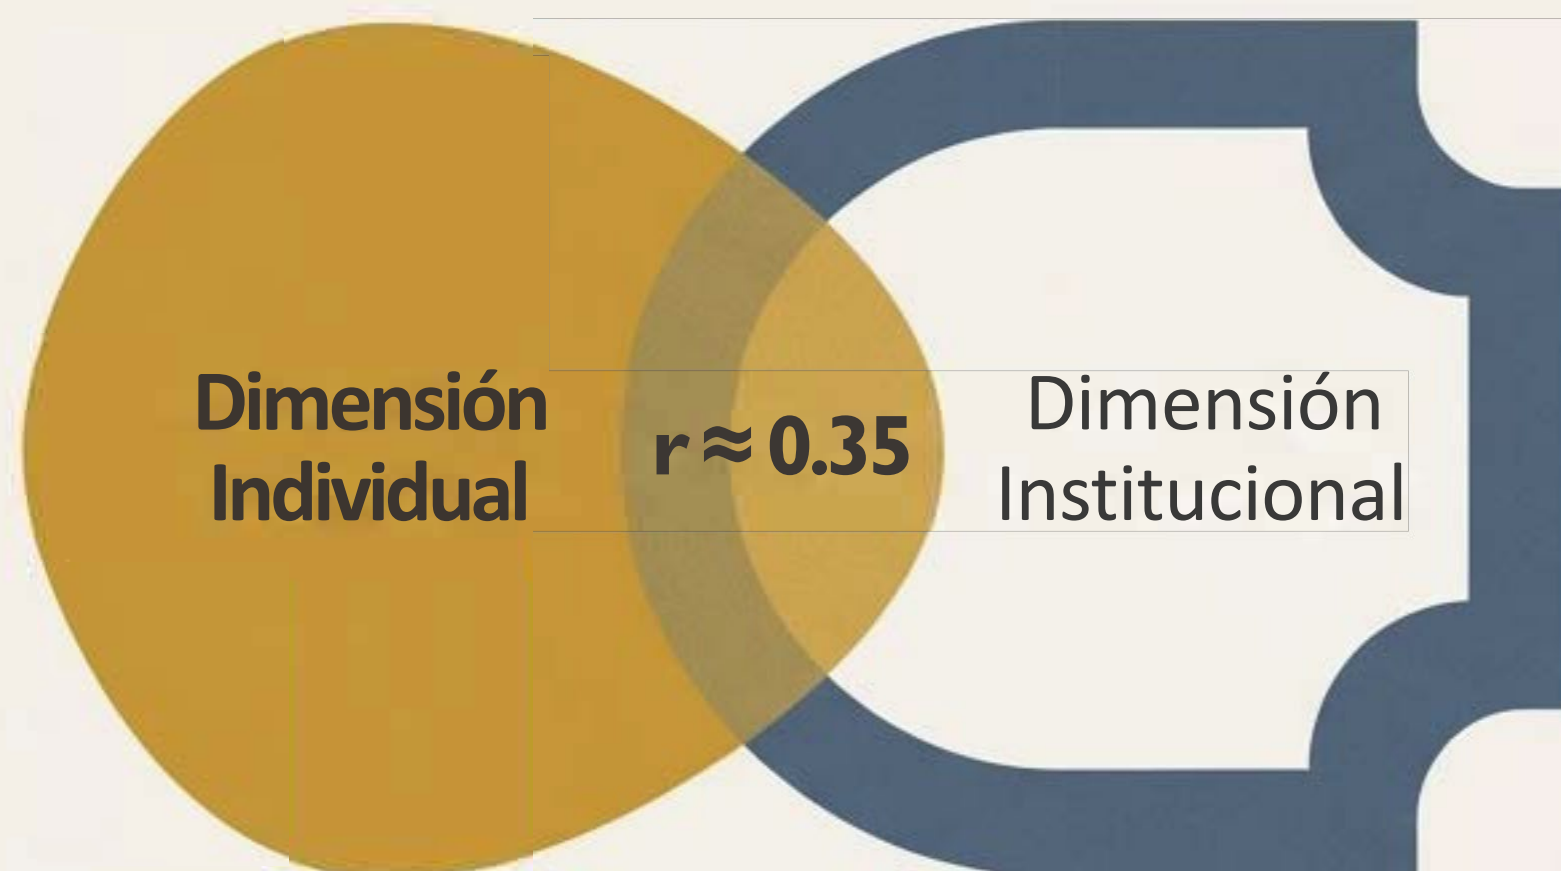 Dimensión
Individual
r ≈ 0.35
Dimensión
Institucional